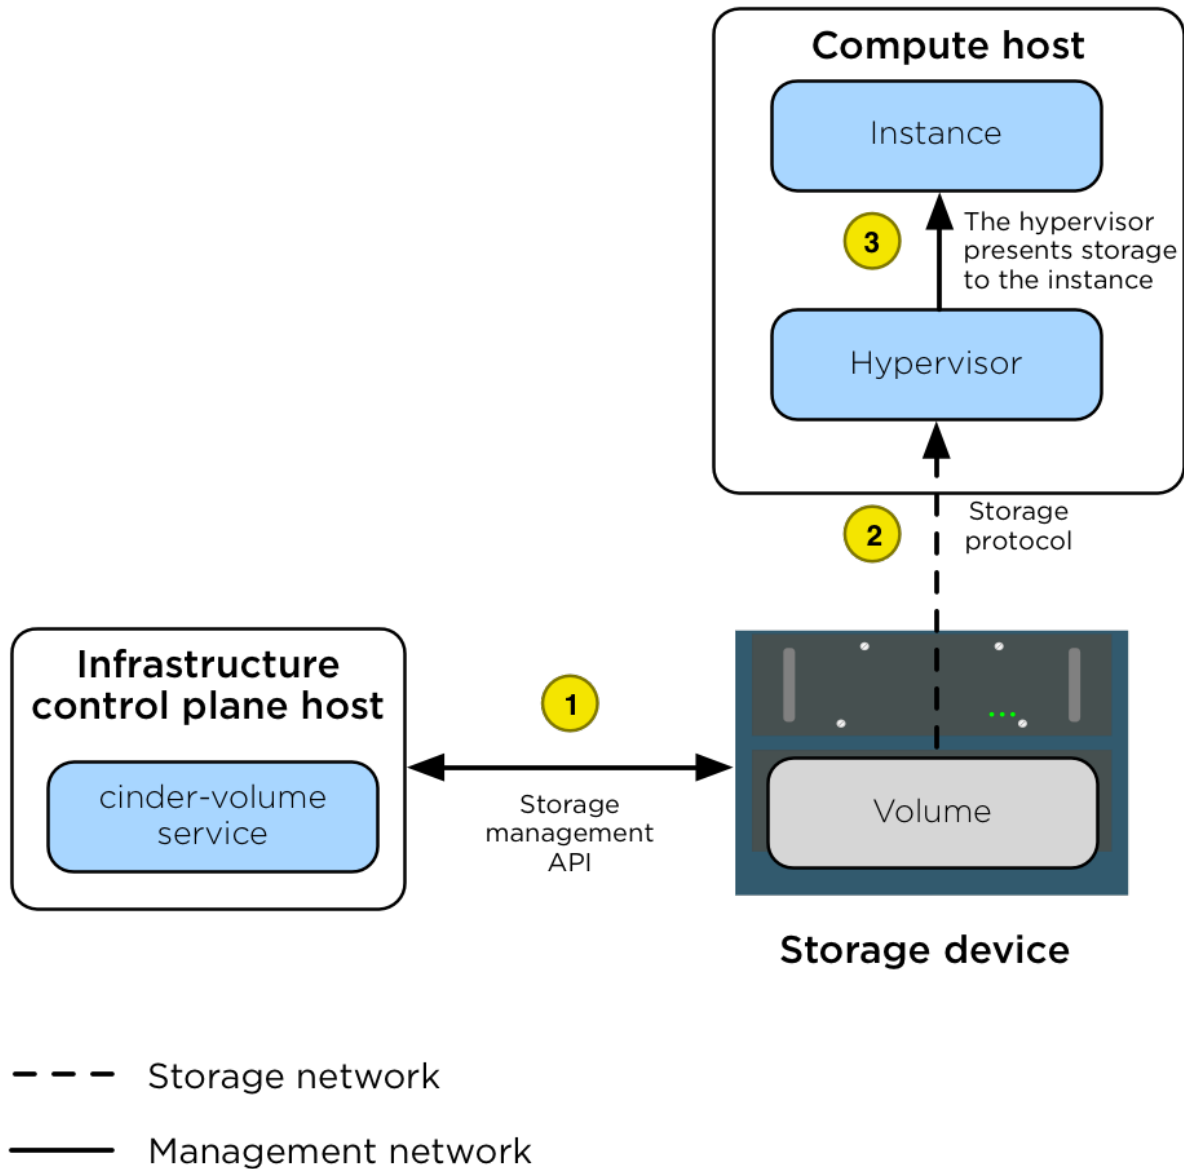 Compute host
Instance
3
The hypervisor
presents storage
to the instance
Hypervisor
2
Storage
protocol
Infrastructure
control plane host
cinder-volume
service
1
Storage
management
API
Volume
Storage device
Storage network
Management network